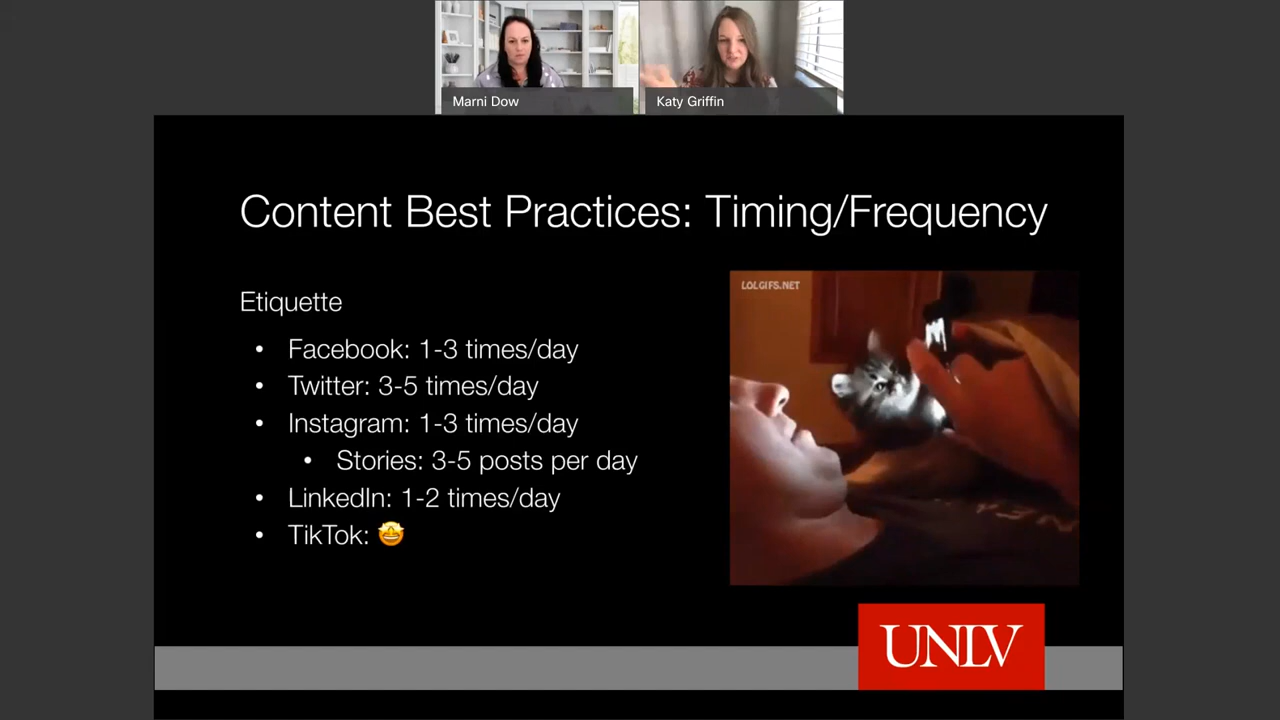 Marni Dow
Katy Griffin
Content Best Practices: Timing/Frequency
LOLGIFS.NET
Etiquette
• Facebook: 1-3 times/day
• Twitter: 3-5 times/day
• Instagram: 1-3 times/day
• Stories: 3-5 posts per day
• LinkedIn: 1-2 times/day
• TikTok: 🤩
UNLV